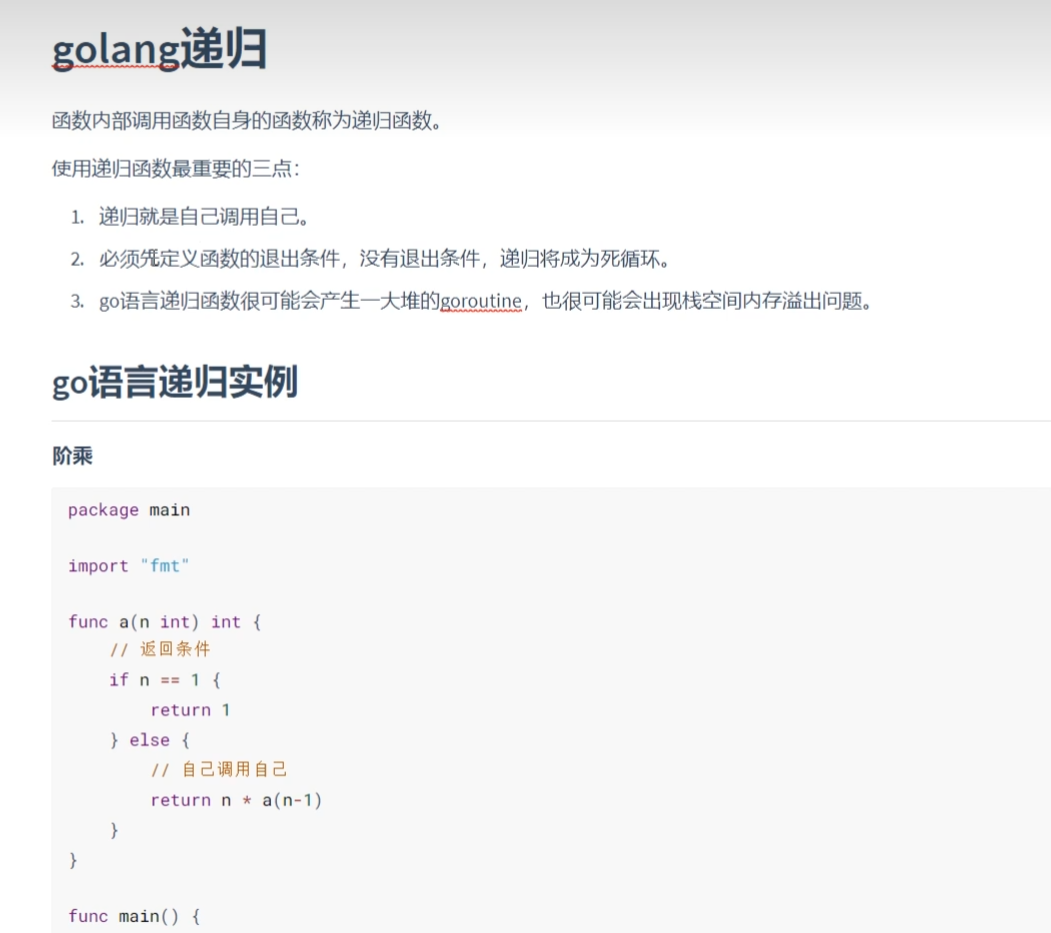 golang递归
函数内部调用函数自身的函数称为递归函数。
使用递归函数最重要的三点：
1. 递归就是自己调用自己。
2. 必须先定义函数的退出条件，没有退出条件，递归将成为死循环。
3. go语言递归函数很可能会产生一大堆的goroutine，也很可能会出现栈空间内存溢出问题。
go语言递归实例
阶乘
package main
import "fmt"
func a(n int) int {
// 返回条件
if n == 1 {
return 1
} else {
// 自己调用自己
return n * a(n-1)
}
}
func main() {